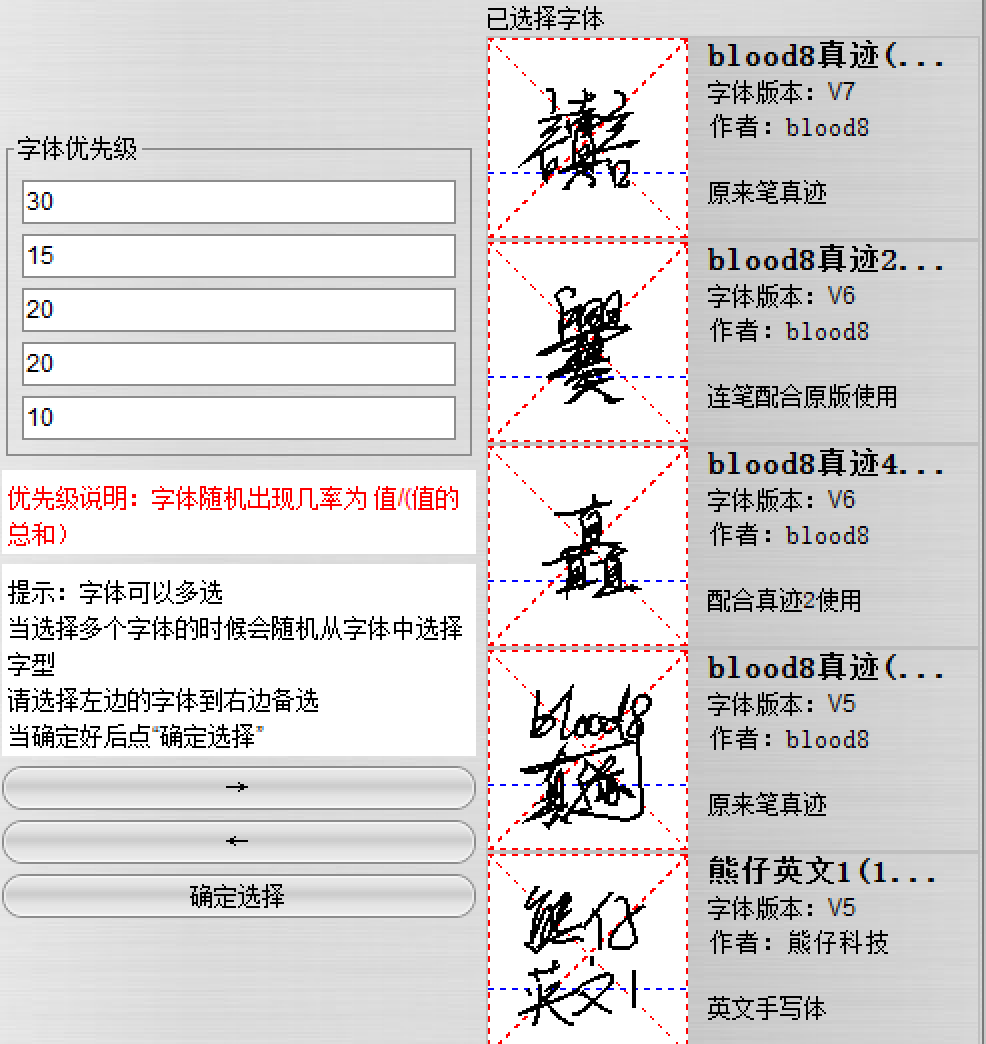 字体优先级
30
15
20
20
10
优先级说明：字体随机出现几率为 值/(值的
总和）
提示：字体可以多选
当选择多个字体的时候会随机从字体中选择
字型
请选择左边的字体到右边备选
当确定好后点“确定选择”
→
←
确定选择
已选择字体
blood8真迹(...
字体版本：V7
作者：blood8
原来笔真迹
blood8真迹2...
字体版本：V6
作者：blood8
连笔配合原版使用
blood8真迹4...
字体版本：V6
作者：blood8
配合真迹2使用
blood8
真迹
blood8真迹(...
字体版本：V5
作者：blood8
原来笔真迹
熊仔
英文1
熊仔英文1(1...
字体版本：V5
作者：熊仔科技
英文手写体